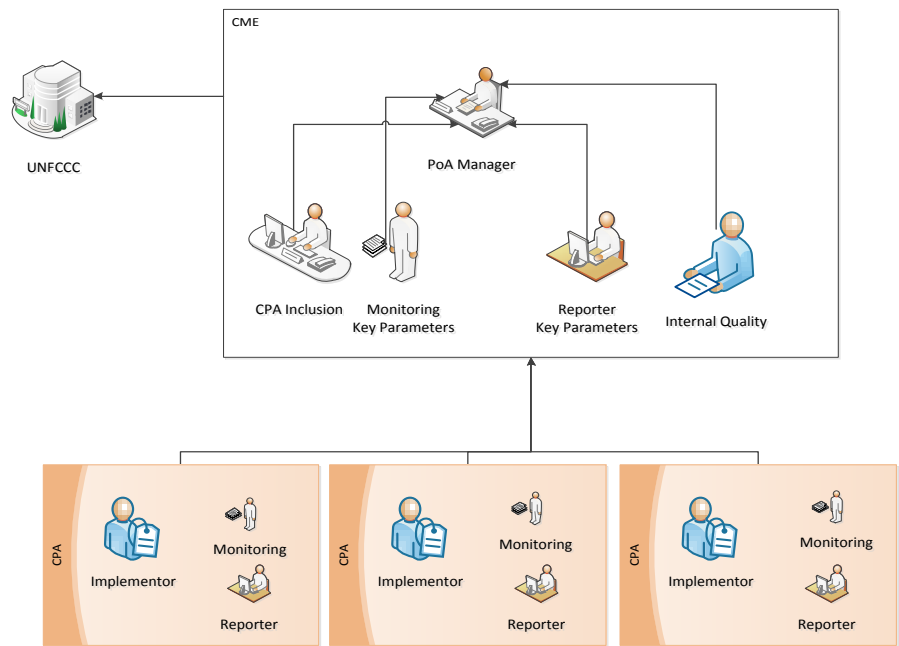 CME
UNFCCC
PoA Manager
CPA Inclusion
Monitoring
Key Parameters
Reporter
Key Parameters
Internal Quality
CPA
Implementor
Monitoring
Reporter
CPA
Implementor
Monitoring
Reporter
CPA
Implementor
Monitoring
Reporter